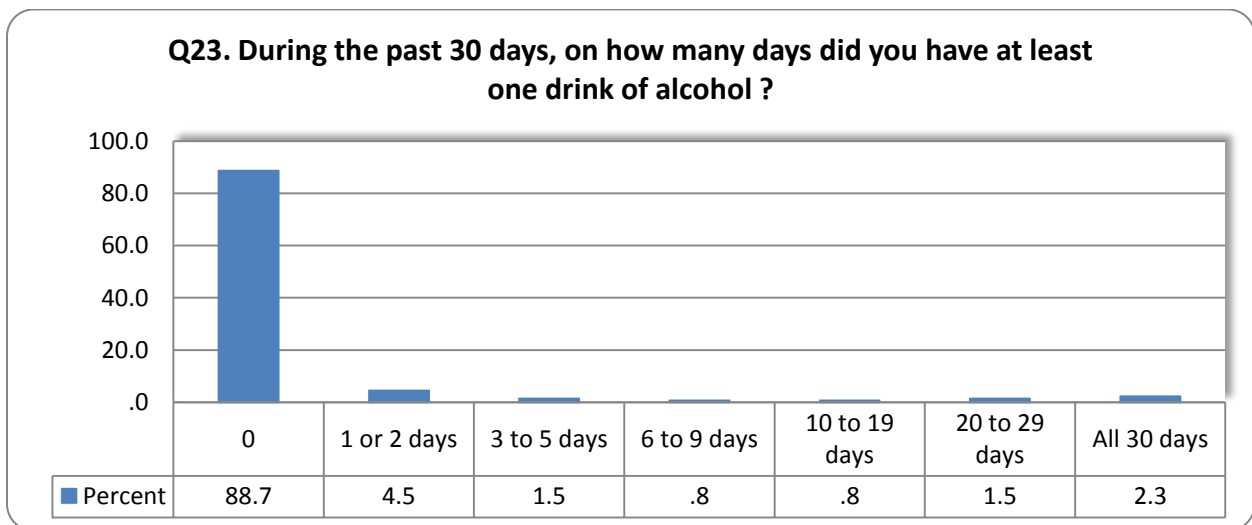 Q23. During the past 30 days, on how many days did you have at least
one drink of alcohol ?
100.0
80.0
60.0
40.0
20.0
.0
0 1 or 2 days 3 to 5 days 6 to 9 days 10 to 19 days 20 to 29 days All 30 days
Percent 88.7 4.5 1.5 .8 .8 1.5 2.3